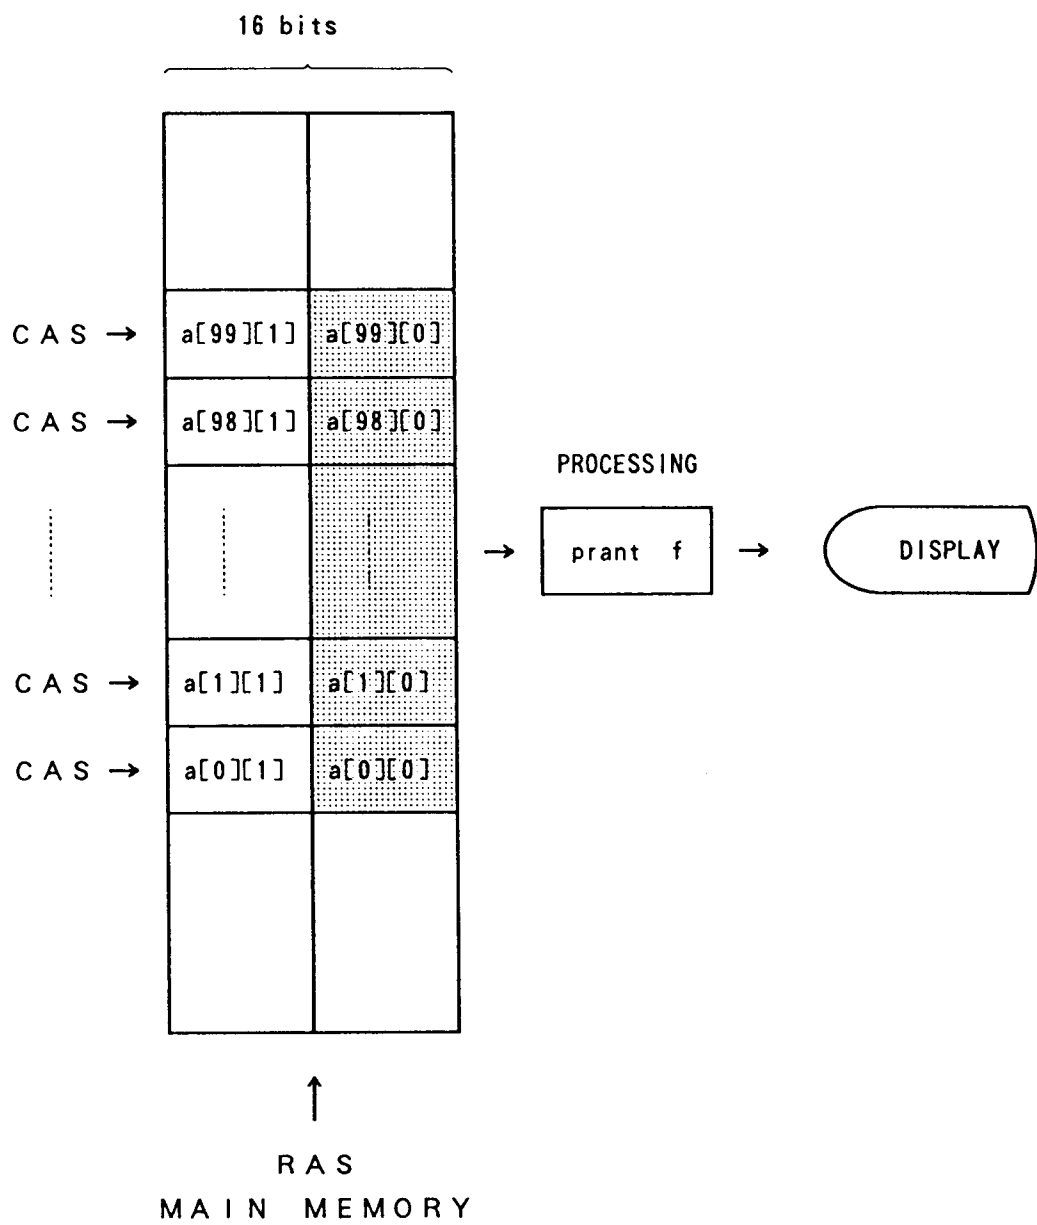 16 bits
CAS → a[99][1] a[99][0]
CAS → a[98][1] a[98][0]
PROCESSING
→ prant f → DISPLAY
CAS → a[1][1] a[1][0]
CAS → a[0][1] a[0][0]
↑
RAS
MAIN MEMORY